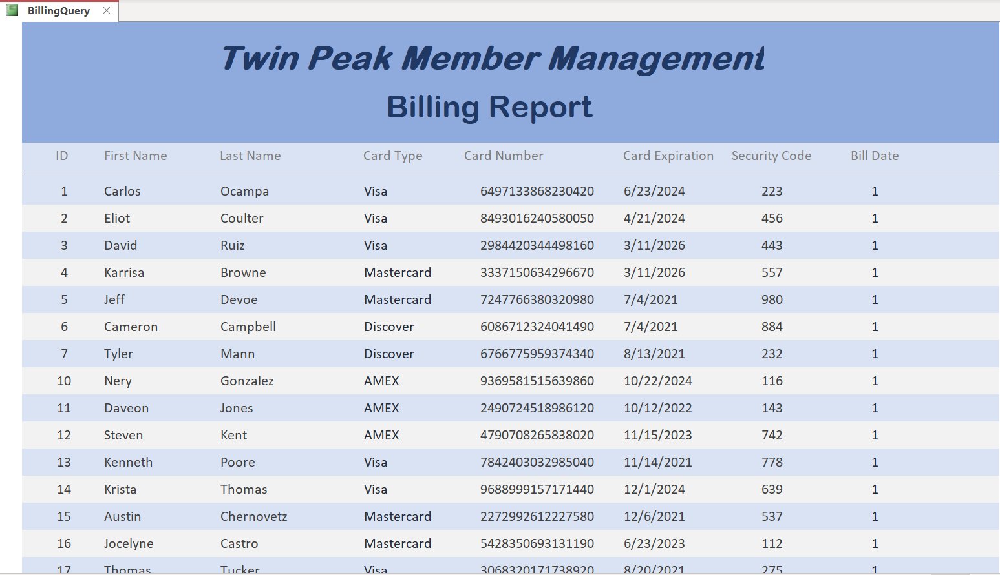 BillingQuery
Twin Peak Member Management
Billing Report
ID First Name Last Name Card Type Card Number Card Expiration Security Code Bill Date
1 Carlos Ocampa Visa 6497133868230420 6/23/2024 223 1
2 Eliot Coulter Visa 8493016240580050 4/21/2024 456 1
3 David Ruiz Visa 2984420344498160 3/11/2026 443 1
4 Karrisa Browne Mastercard 3337150634296670 3/11/2026 557 1
5 Jeff Devoe Mastercard 7247766380320980 7/4/2021 980 1
6 Cameron Campbell Discover 6086712324041490 7/4/2021 884 1
7 Tyler Mann Discover 6766775959374340 8/13/2021 232 1
10 Nery Gonzalez AMEX 9369581515639860 10/22/2024 116 1
11 Daveon Jones AMEX 2490724518986120 10/12/2022 143 1
12 Steven Kent AMEX 4790708265838020 11/15/2023 742 1
13 Kenneth Poore Visa 7842403032985040 11/14/2021 778 1
14 Krista Thomas Visa 9688999157171440 12/1/2024 639 1
15 Austin Chernovetz Mastercard 2272992612227580 12/6/2021 537 1
16 Jocelyne Castro Mastercard 5428350693131190 6/23/2023 112 1
17 Thomas Tucker Visa 3068320171738920 8/20/2021 275 1